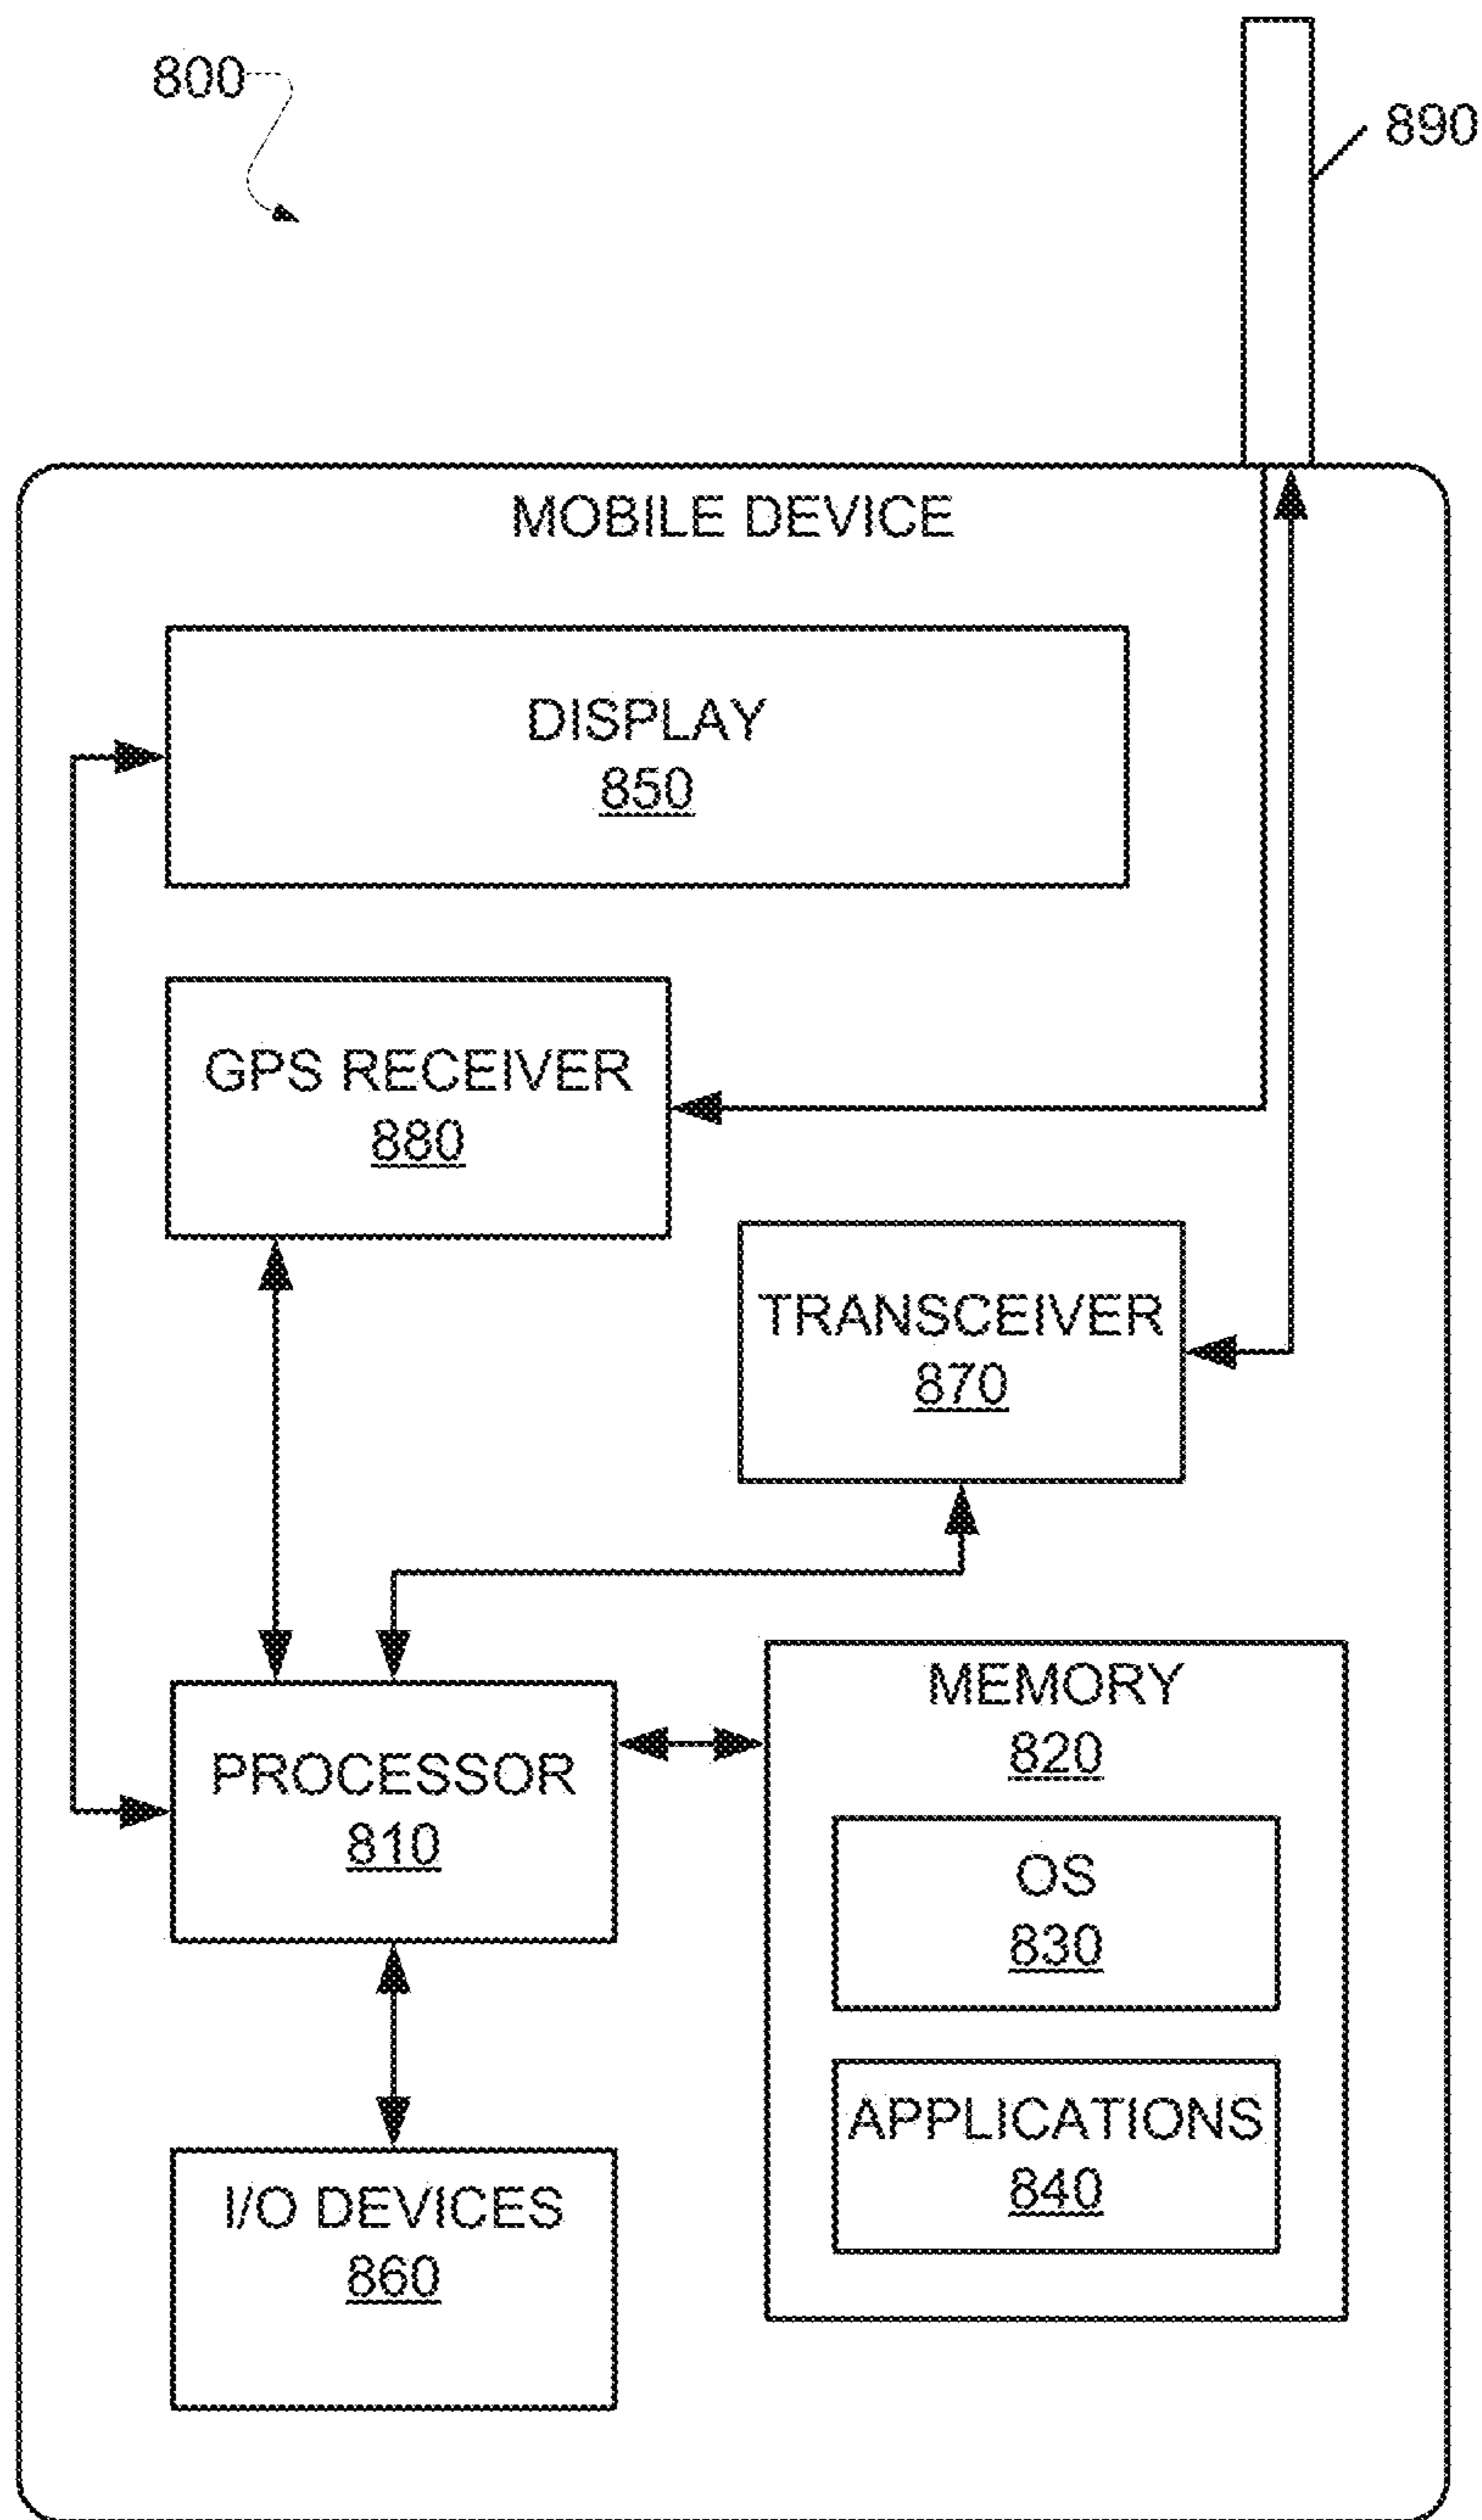 800
890
MOBILE DEVICE
DISPLAY
850
GPS RECEIVER
880
TRANSCEIVER
870
PROCESSOR
810
MEMORY
820
OS
830
APPLICATIONS
840
I/O DEVICES
860